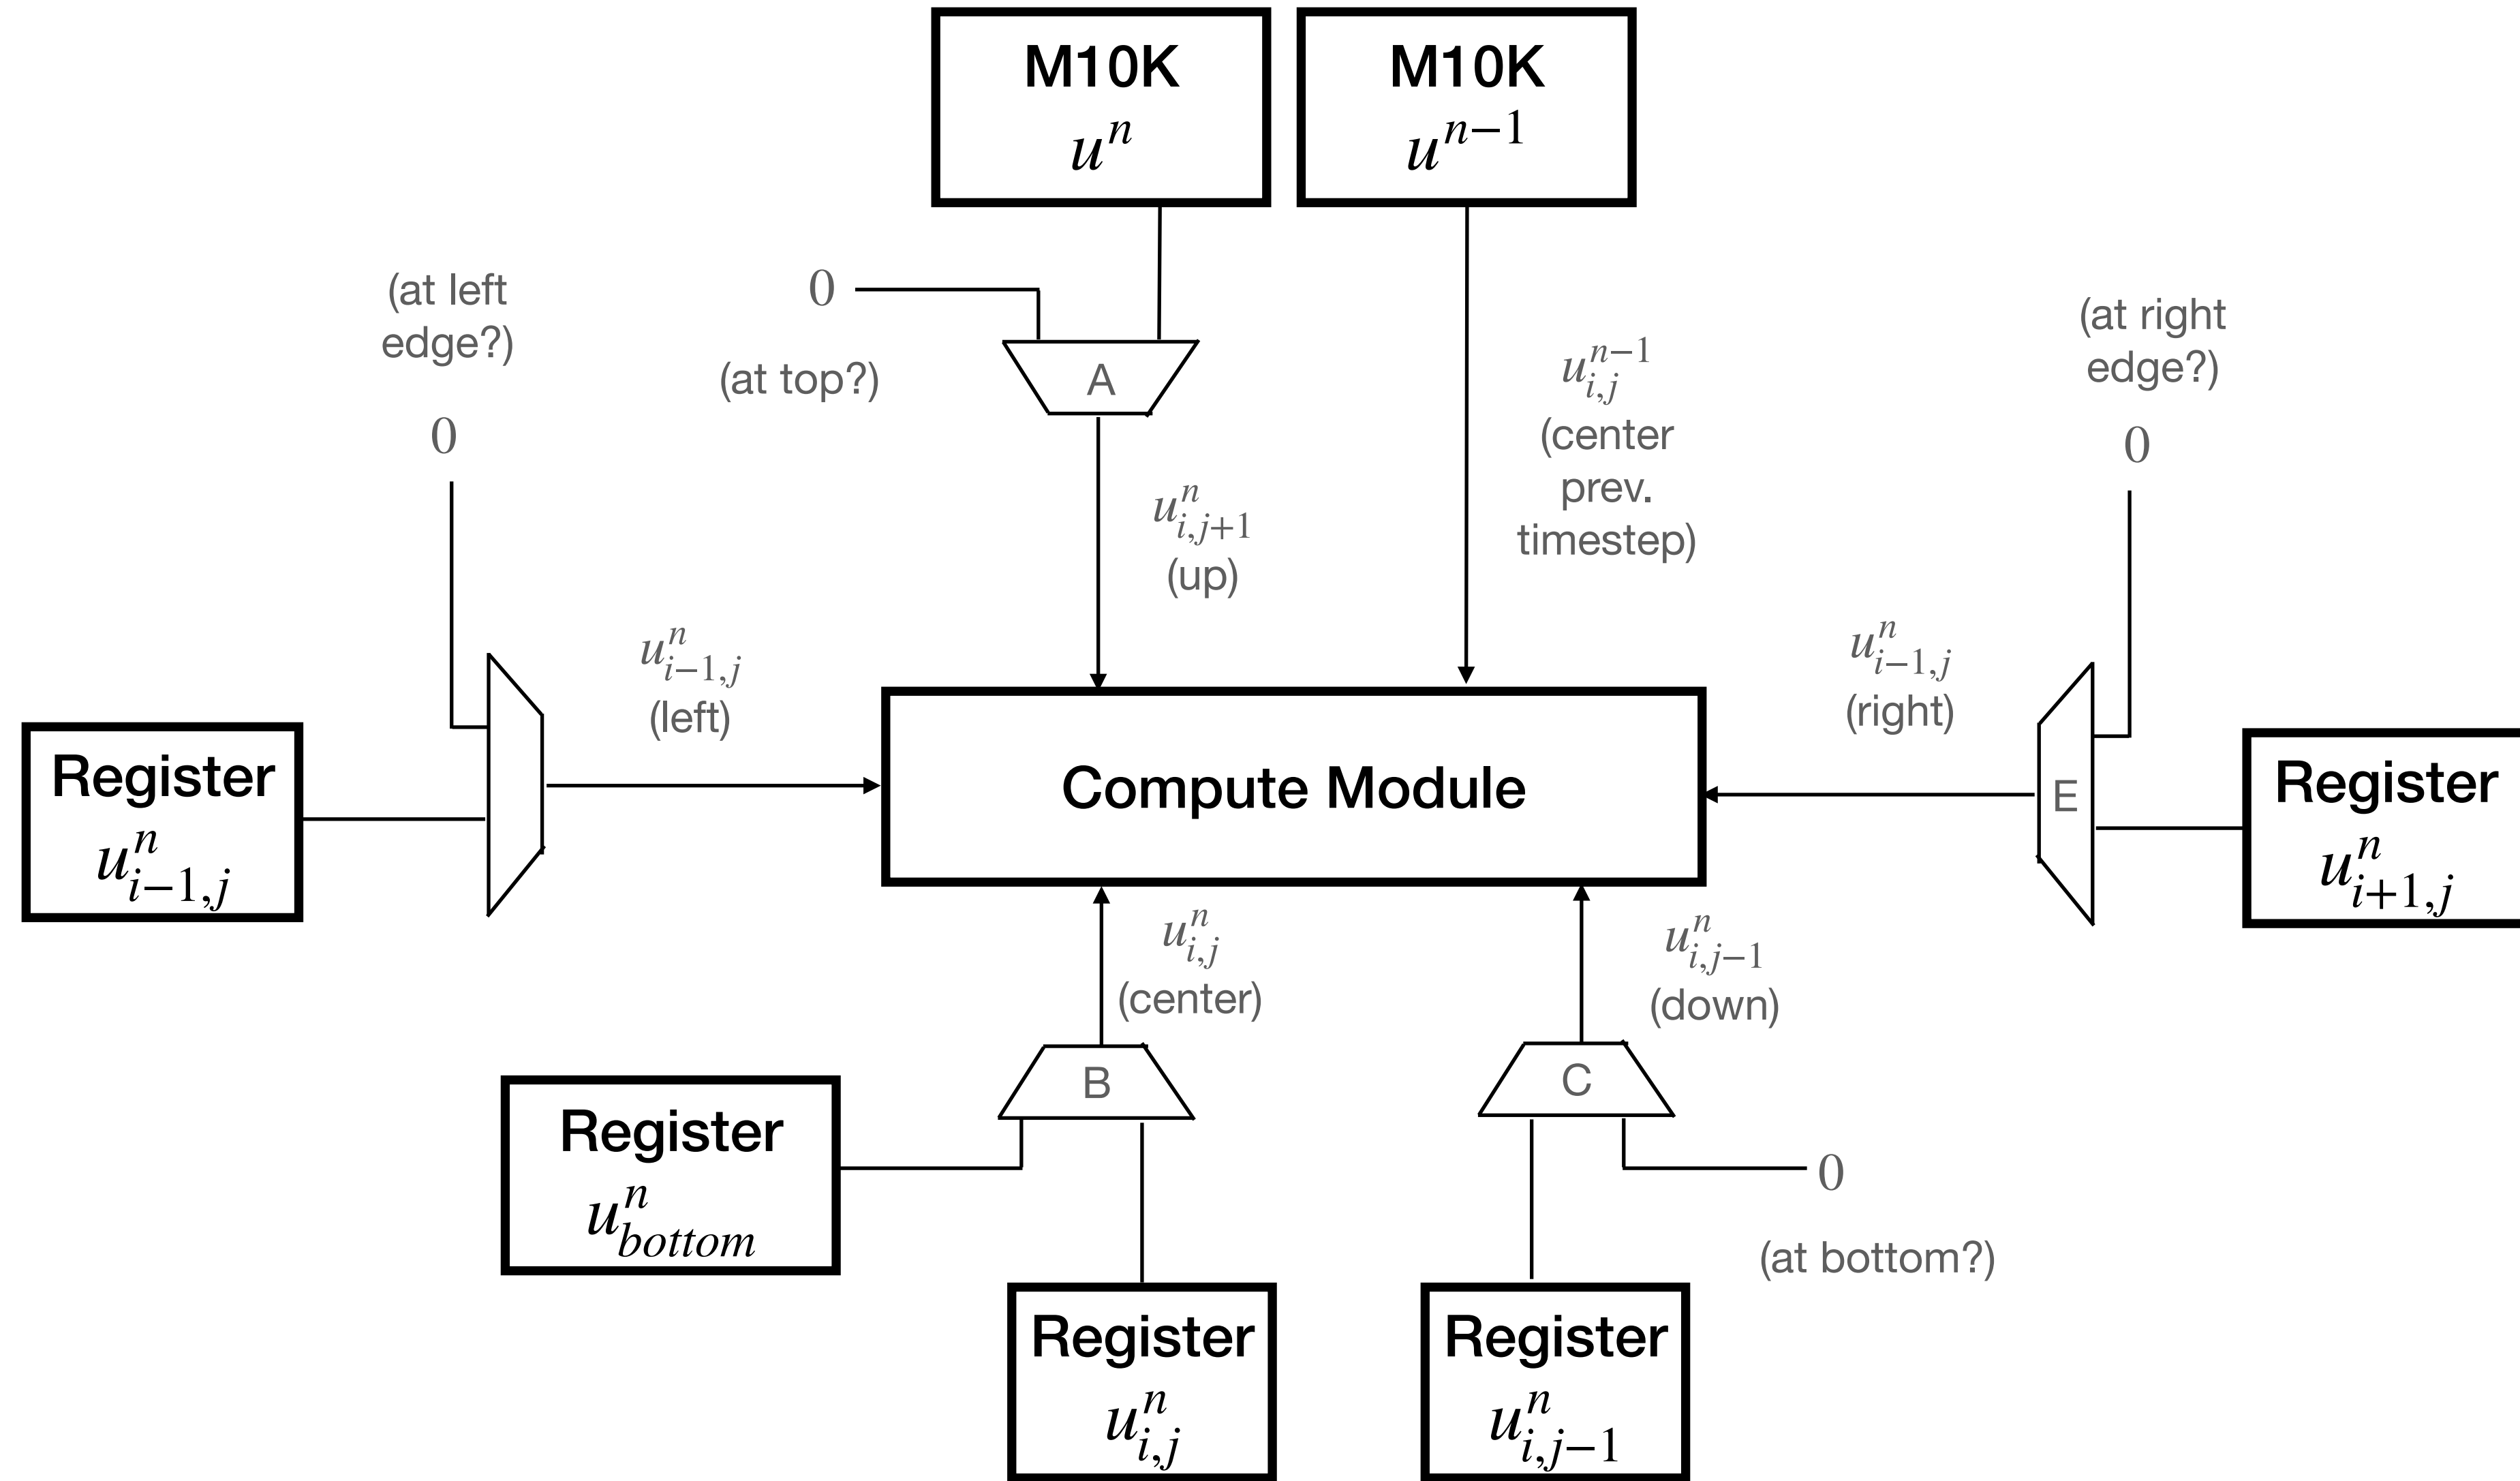 M10K
u^n
M10K
u^{n−1}
(at left
edge?)
0
0
(at top?)
A
u^{n−1}_{i,j}
(center
prev.
timestep)
(at right
edge?)
0
u^n_{i,j+1}
(up)
u^n_{i−1,j}
(left)
u^n_{i−1,j}
(right)
Register
u^n_{i−1,j}
Compute Module
E
Register
u^n_{i+1,j}
u^n_{i,j}
(center)
u^n_{i,j−1}
(down)
B
C
Register
u^n_{bottom}
0
(at bottom?)
Register
u^n_{i,j}
Register
u^n_{i,j−1}